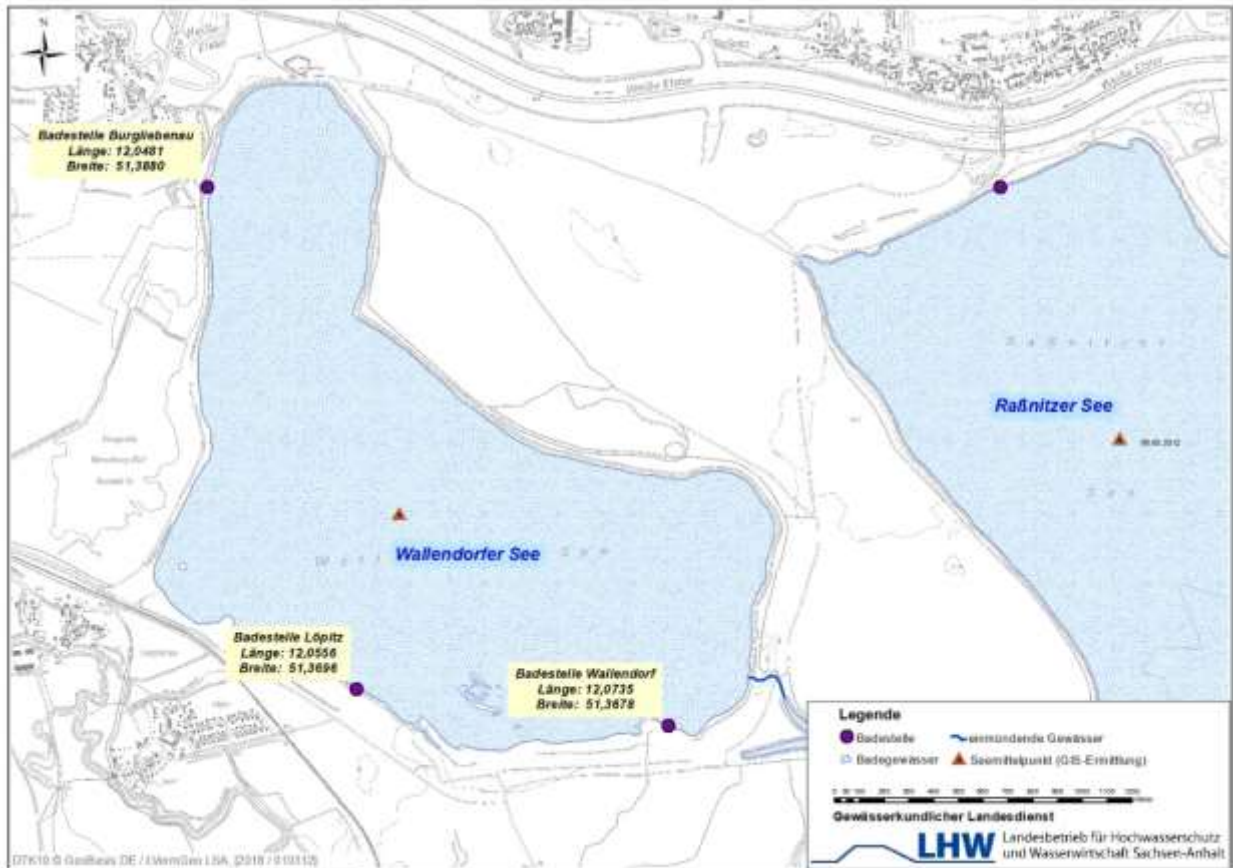 N
Weiße Elster
Weiße Elster
Badestelle Burgliebenau
Länge: 12,0481
Breite: 51,3880
Raßnitzer See
Wallendorfer See
Badestelle Löpitz
Länge: 12,0556
Breite: 51,3696
Badestelle Wallendorf
Länge: 12,0735
Breite: 51,3678
Legende
Badestelle
einmündende Gewässer
Badegewässer
Seemittelpunkt (GIS-Ermittlung)
Gewässerkundlicher Landesdienst
LHW
Landesbetrieb für Hochwasserschutz
und Wasserwirtschaft Sachsen-Anhalt